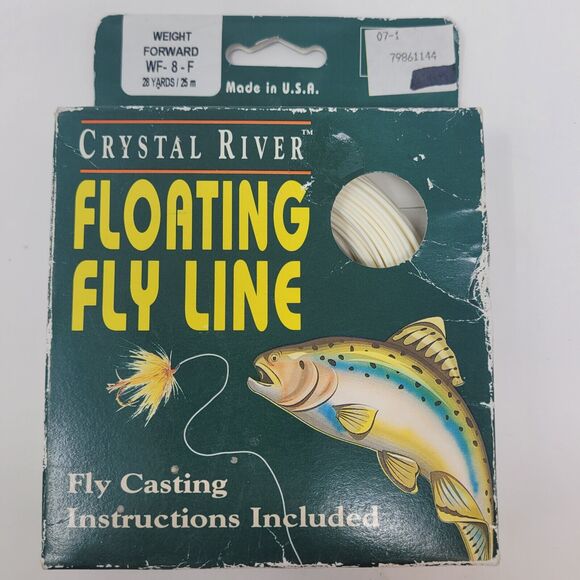 WEIGHT
FORWARD
WF- 8 - F
28 YARDS / 25 m
Made in U.S.A.
07-1
79861144
CRYSTAL RIVER™
FLOATING
FLY LINE
Fly Casting
Instructions Included